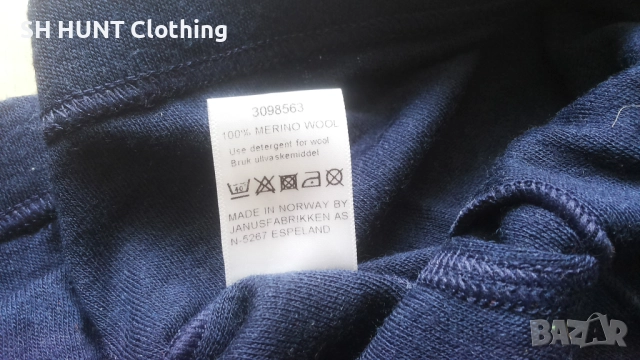 SH HUNT Clothing
3098563
100% MERINO WOOL
Use detergent for wool
Bruk ullvaskemiddel
MADE IN NORWAY BY
JANUSFABRIKKEN AS
N-5267 ESPELAND
BAZAR